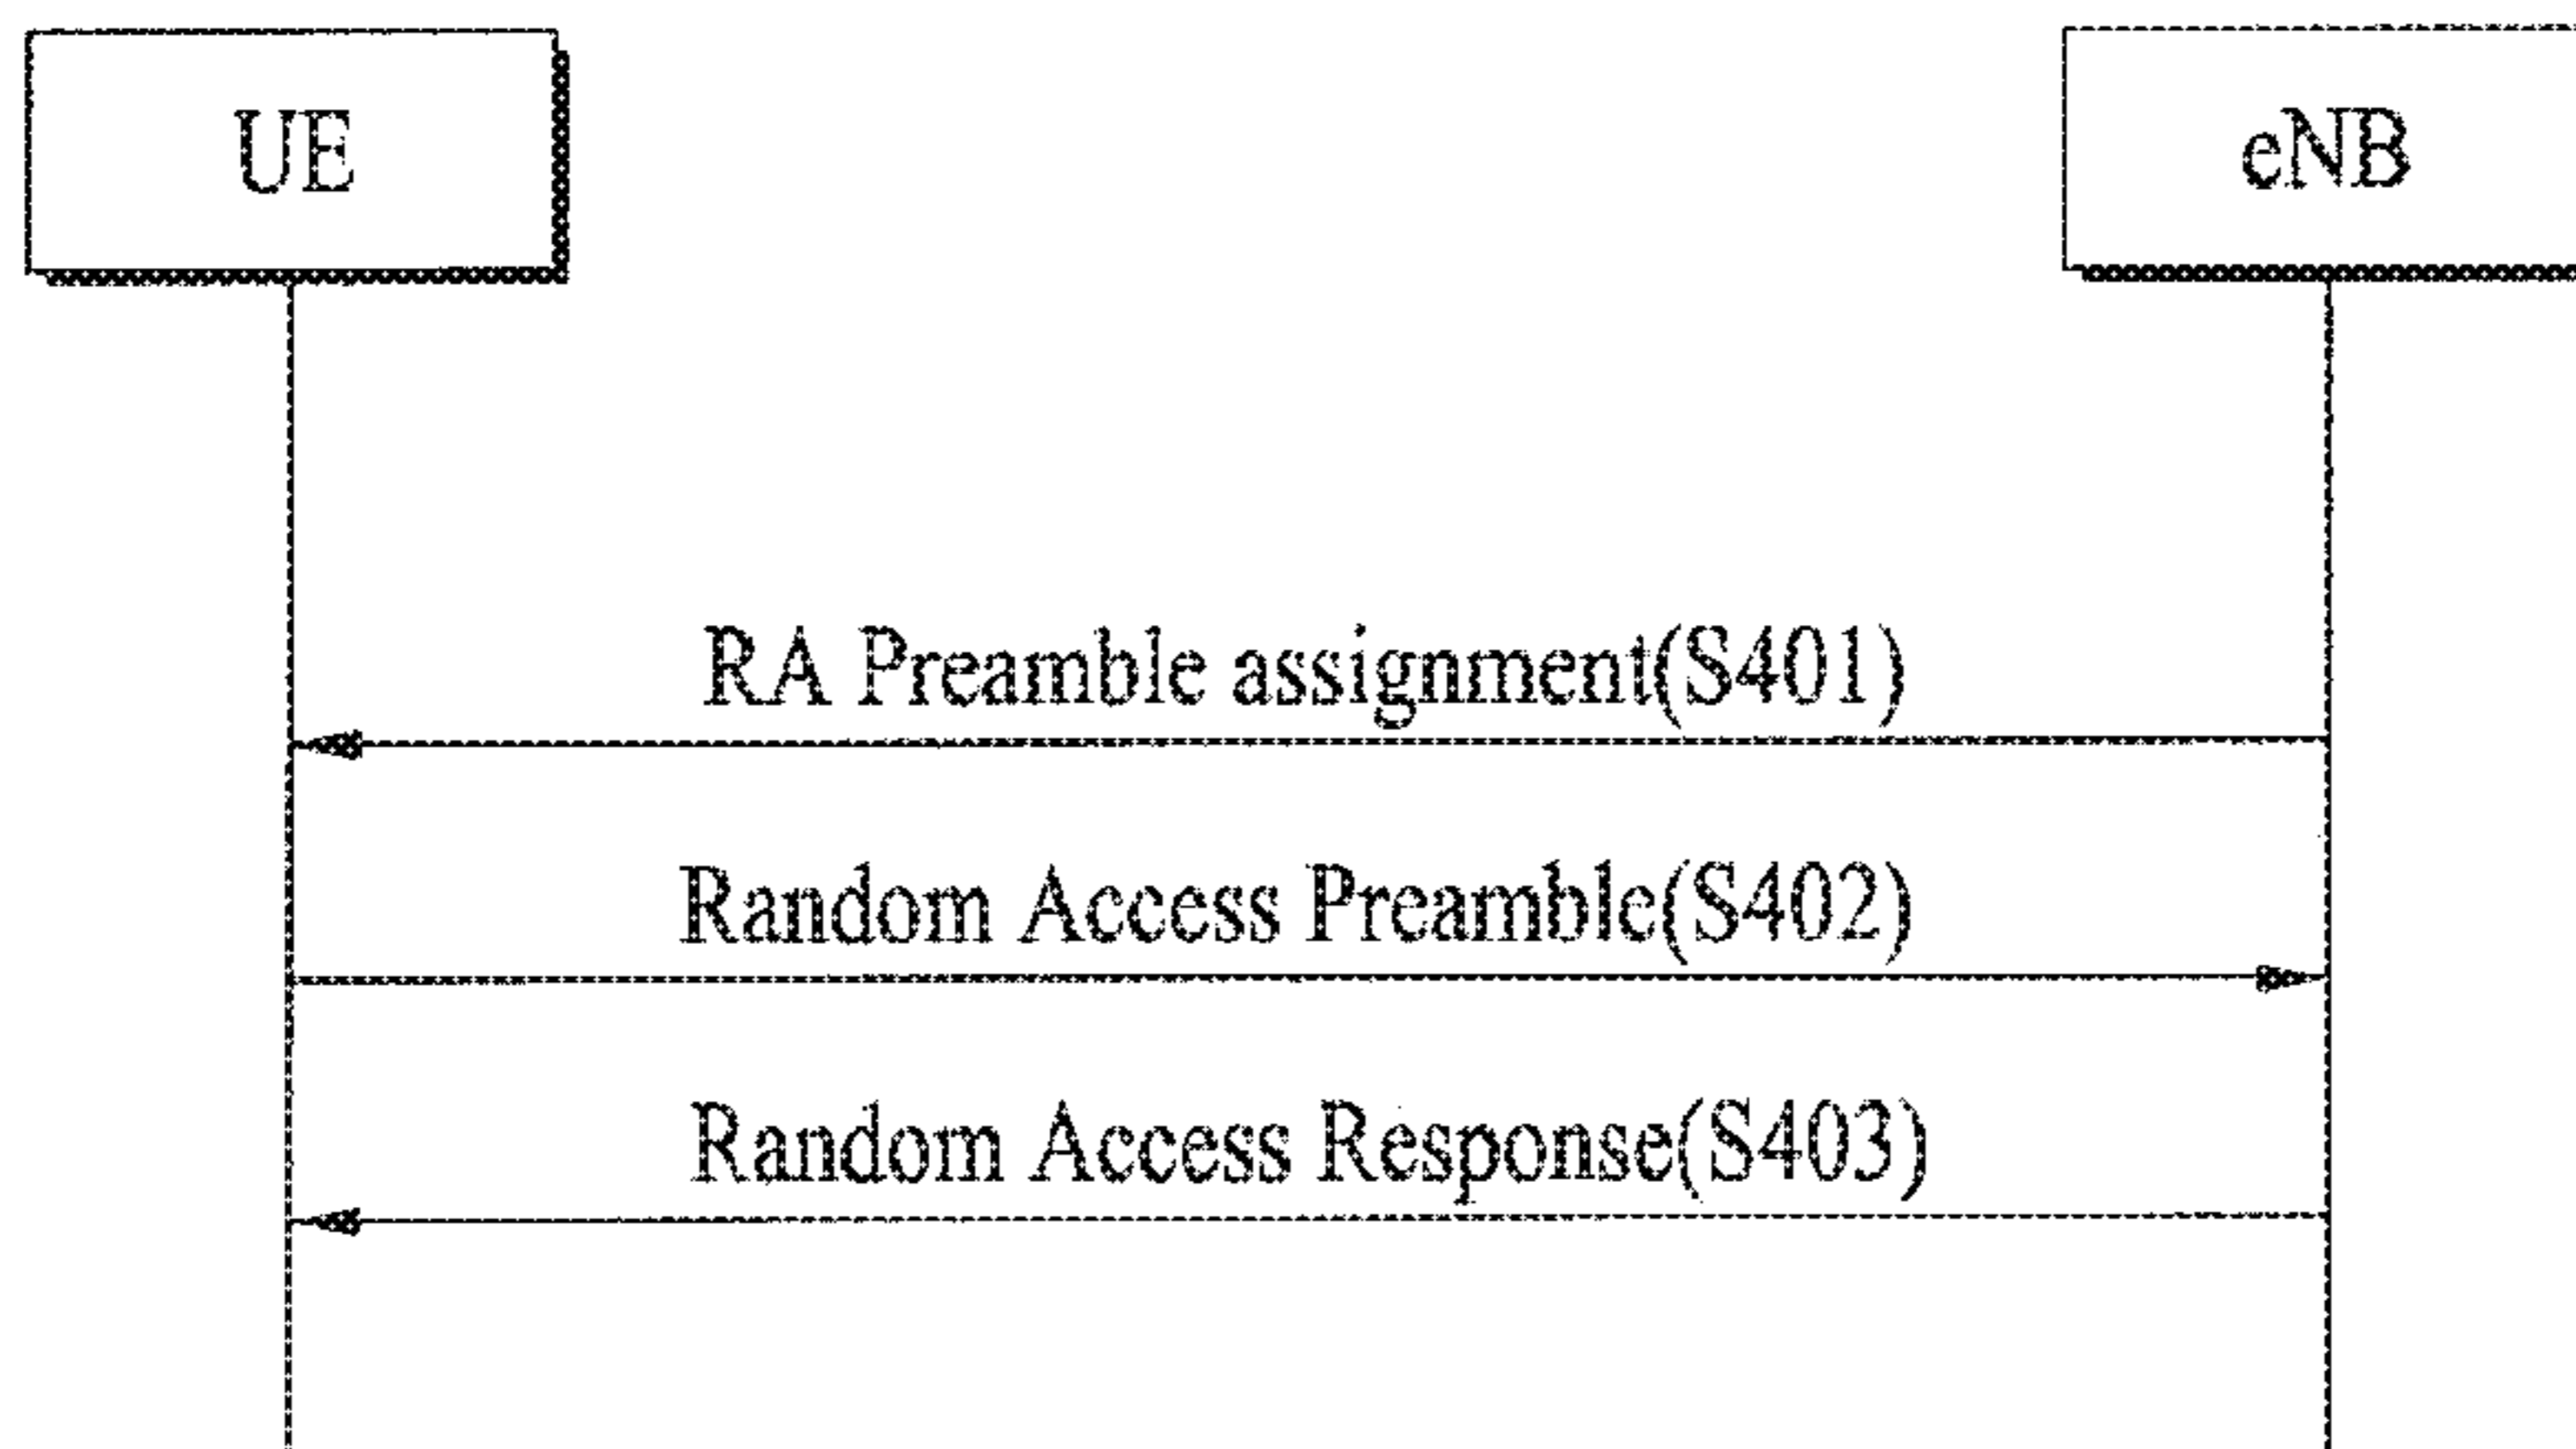 UE
eNB
RA Preamble assignment(S401)
Random Access Preamble(S402)
Random Access Response(S403)